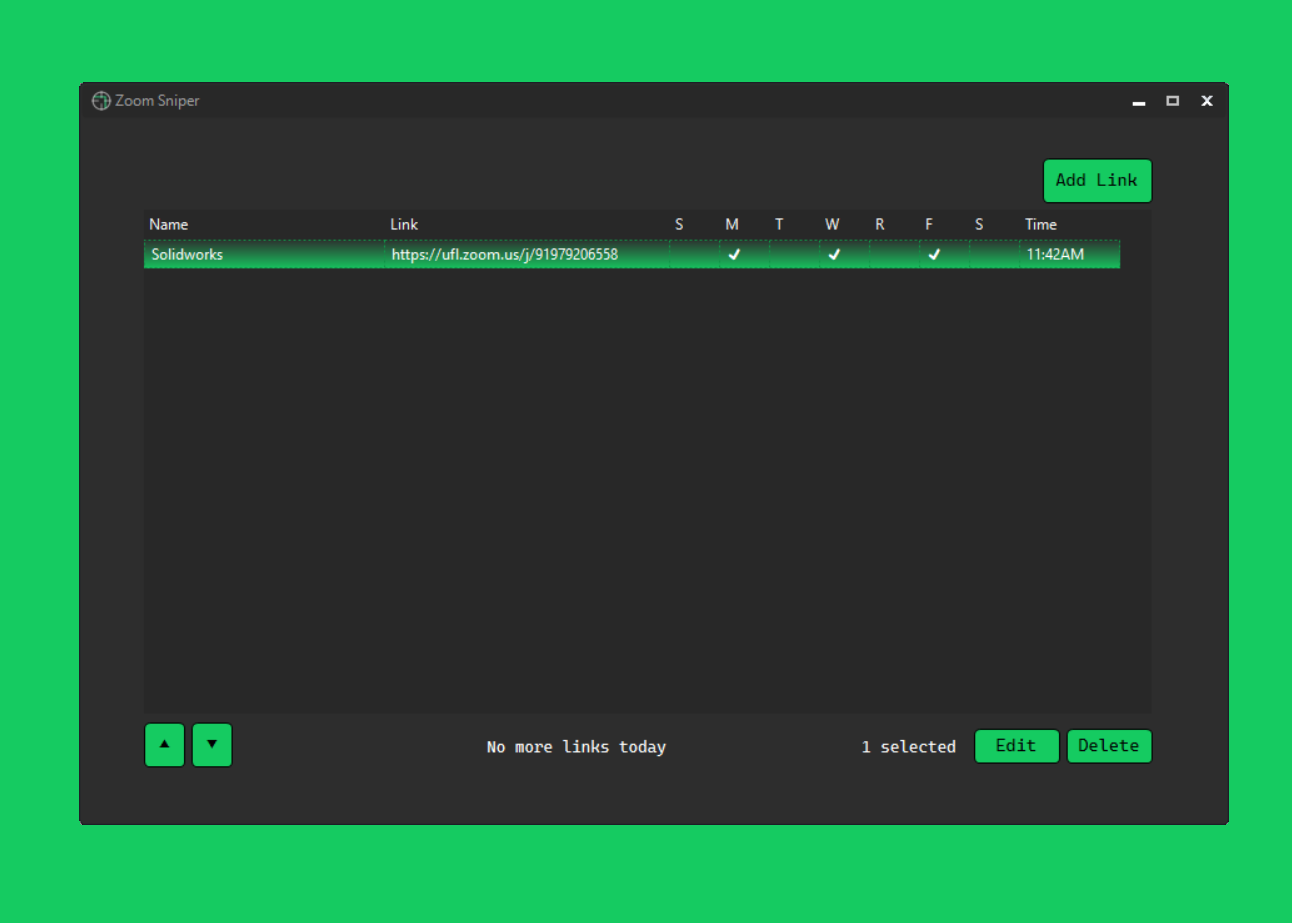 Zoom Sniper
Add Link
Name Link S M T W R F S Time
Solidworks https://ufl.zoom.us/j/91979206558 ✓ ✓ ✓ 11:42AM
▲ ▼ No more links today 1 selected Edit Delete